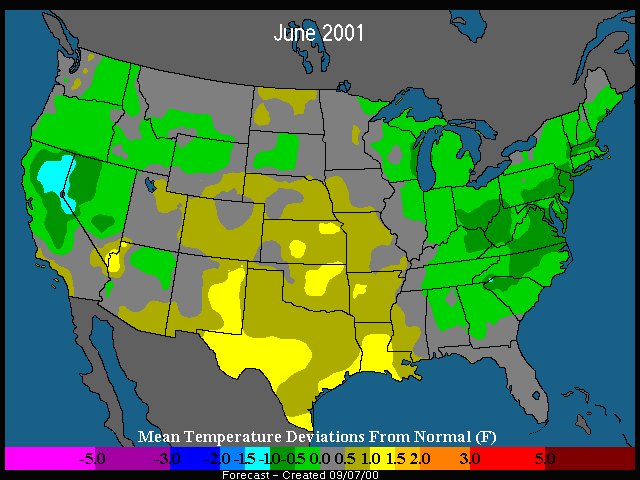 June 2001
Mean Temperature Deviations From Normal (F)
-5.0 -3.0 -2.0 -1.5 -1.0 -0.5 0.0 0.5 1.0 1.5 2.0 3.0 5.0
Forecast - Created 09/07/00